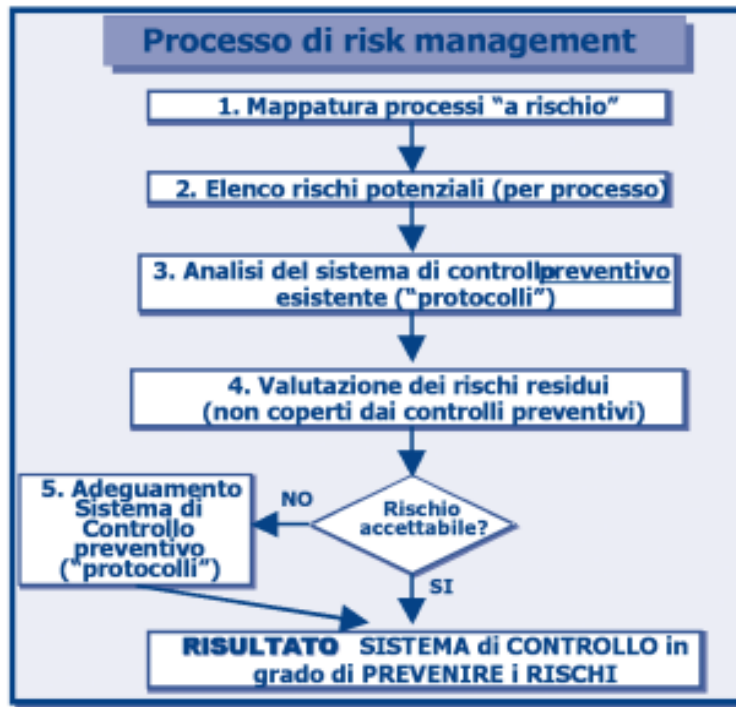 Processo di risk management
1. Mappatura processi “a rischio”
2. Elenco rischi potenziali (per processo)
3. Analisi del sistema di controllo preventivo
esistente (“protocolli”)
4. Valutazione dei rischi residui
(non coperti dai controlli preventivi)
5. Adeguamento
Sistema di
Controllo
preventivo
(“protocolli”)
NO
Rischio
accettabile?
SI
RISULTATO SISTEMA di CONTROLLO in
grado di PREVENIRE i RISCHI